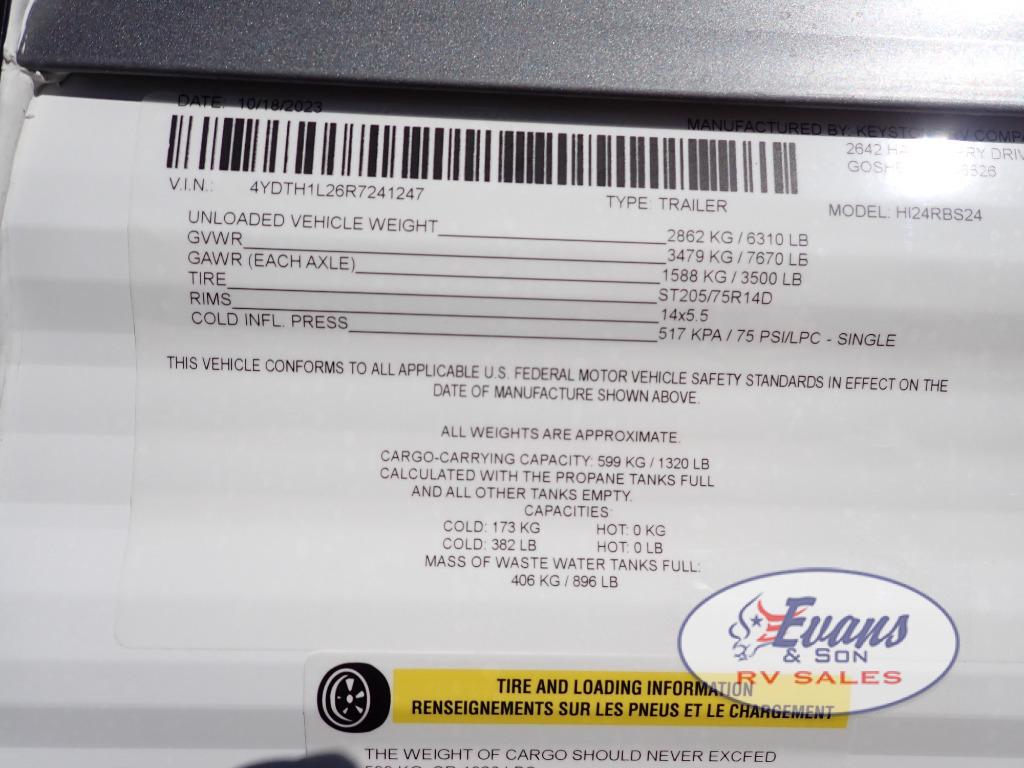 DATE: 10/18/2023
MANUFACTURED BY: KEYSTONE RV COMPA
2642 DRIV
GOSH
V.I.N.: 4YDTH1L26R7241247
TYPE: TRAILER
MODEL: HI24RBS24
UNLOADED VEHICLE WEIGHT 2862 KG / 6310 LB
GVWR 3479 KG / 7670 LB
GAWR (EACH AXLE) 1588 KG / 3500 LB
TIRE ST205/75R14D
RIMS 14x5.5
COLD INFL. PRESS 517 KPA / 75 PSI/LPC - SINGLE
THIS VEHICLE CONFORMS TO ALL APPLICABLE U.S. FEDERAL MOTOR VEHICLE SAFETY STANDARDS IN EFFECT ON THE
DATE OF MANUFACTURE SHOWN ABOVE.
ALL WEIGHTS ARE APPROXIMATE.
CARGO-CARRYING CAPACITY: 599 KG / 1320 LB
CALCULATED WITH THE PROPANE TANKS FULL
AND ALL OTHER TANKS EMPTY.
CAPACITIES:
COLD: 173 KG HOT: 0 KG
COLD: 382 LB HOT: 0 LB
MASS OF WASTE WATER TANKS FULL:
406 KG / 896 LB
Evans
& SON
RV SALES
TIRE AND LOADING INFORMATION
RENSEIGNEMENTS SUR LES PNEUS ET LE CHARGEMENT
THE WEIGHT OF CARGO SHOULD NEVER EXCEED